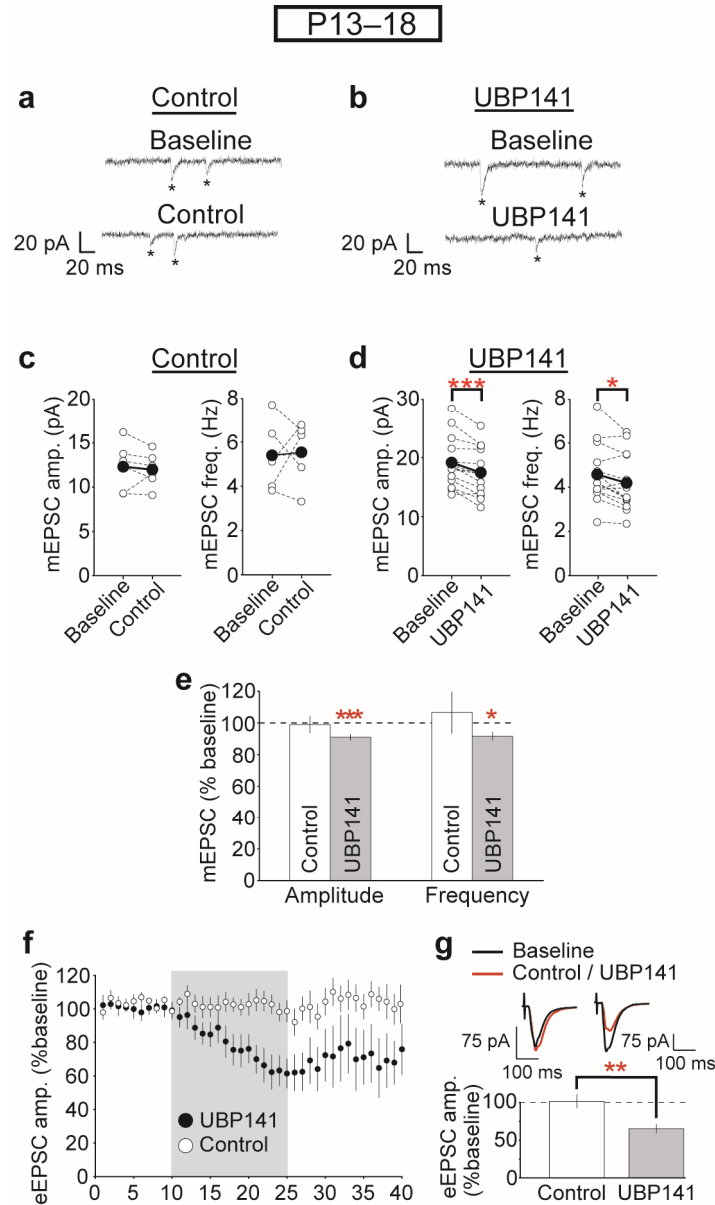 P13–18
a
Control
Baseline
*
*
Control
20 pA
20 ms
*
*
b
UBP141
Baseline
*
*
UBP141
20 pA
20 ms
*
c
Control
mEPSC amp. (pA)
20
15
10
5
0
Baseline
Control
mEPSC freq. (Hz)
8
6
4
2
0
Baseline
Control
d
UBP141
***
mEPSC amp. (pA)
30
20
10
0
Baseline
UBP141
*
mEPSC freq. (Hz)
8
6
4
2
0
Baseline
UBP141
e
mEPSC (% baseline)
120
100
80
60
40
20
0
Control
***
UBP141
Control
*
UBP141
Amplitude
Frequency
f
eEPSC amp. (%baseline)
120
100
80
60
40
20
0
UBP141
Control
0 5 10 15 20 25 30 35 40
g
Baseline
Control / UBP141
75 pA
100 ms
75 pA
100 ms
**
eEPSC amp.
(%baseline)
100
50
0
Control UBP141